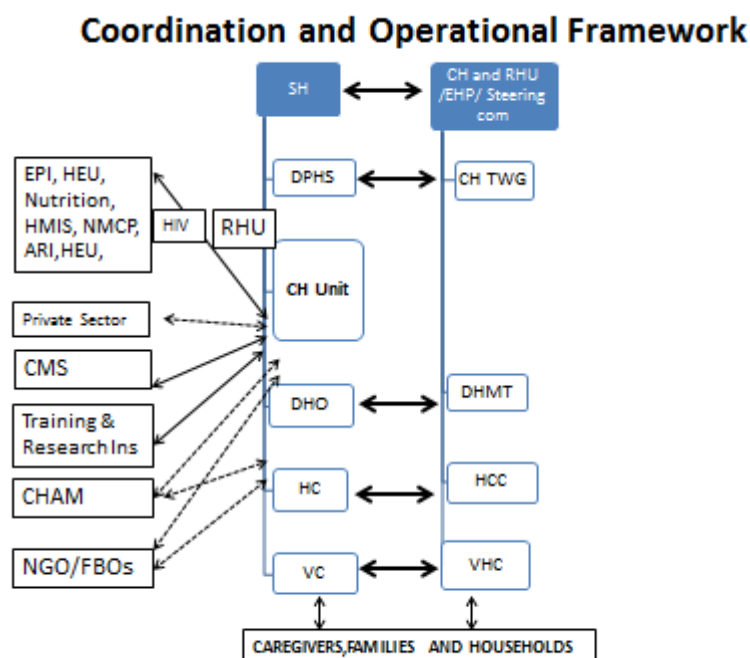 Coordination and Operational Framework
SH
CH and RHU
/EHP/ Steering
com
EPI, HEU,
Nutrition,
HMIS, NMCP,
ARI,HEU,
HIV
RHU
DPHS
CH TWG
CH Unit
Private Sector
CMS
Training &
Research Ins
CHAM
NGO/FBOs
DHO
DHMT
HC
HCC
VC
VHC
CAREGIVERS,FAMILIES AND HOUSEHOLDS